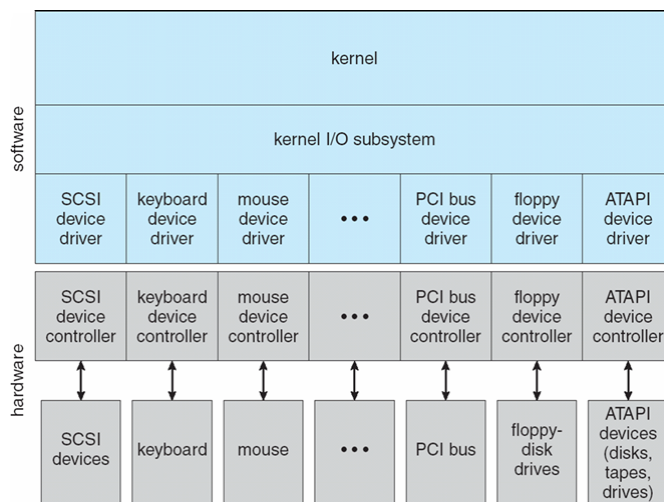 kernel
kernel I/O subsystem
software
SCSI
device
driver
keyboard
device
driver
mouse
device
driver
•••
PCI bus
device
driver
floppy
device
driver
ATAPI
device
driver
SCSI
device
controller
keyboard
device
controller
mouse
device
controller
•••
PCI bus
device
controller
floppy
device
controller
ATAPI
device
controller
hardware
SCSI
devices
keyboard
mouse
•••
PCI bus
floppy-
disk
drives
ATAPI
devices
(disks,
tapes,
drives)